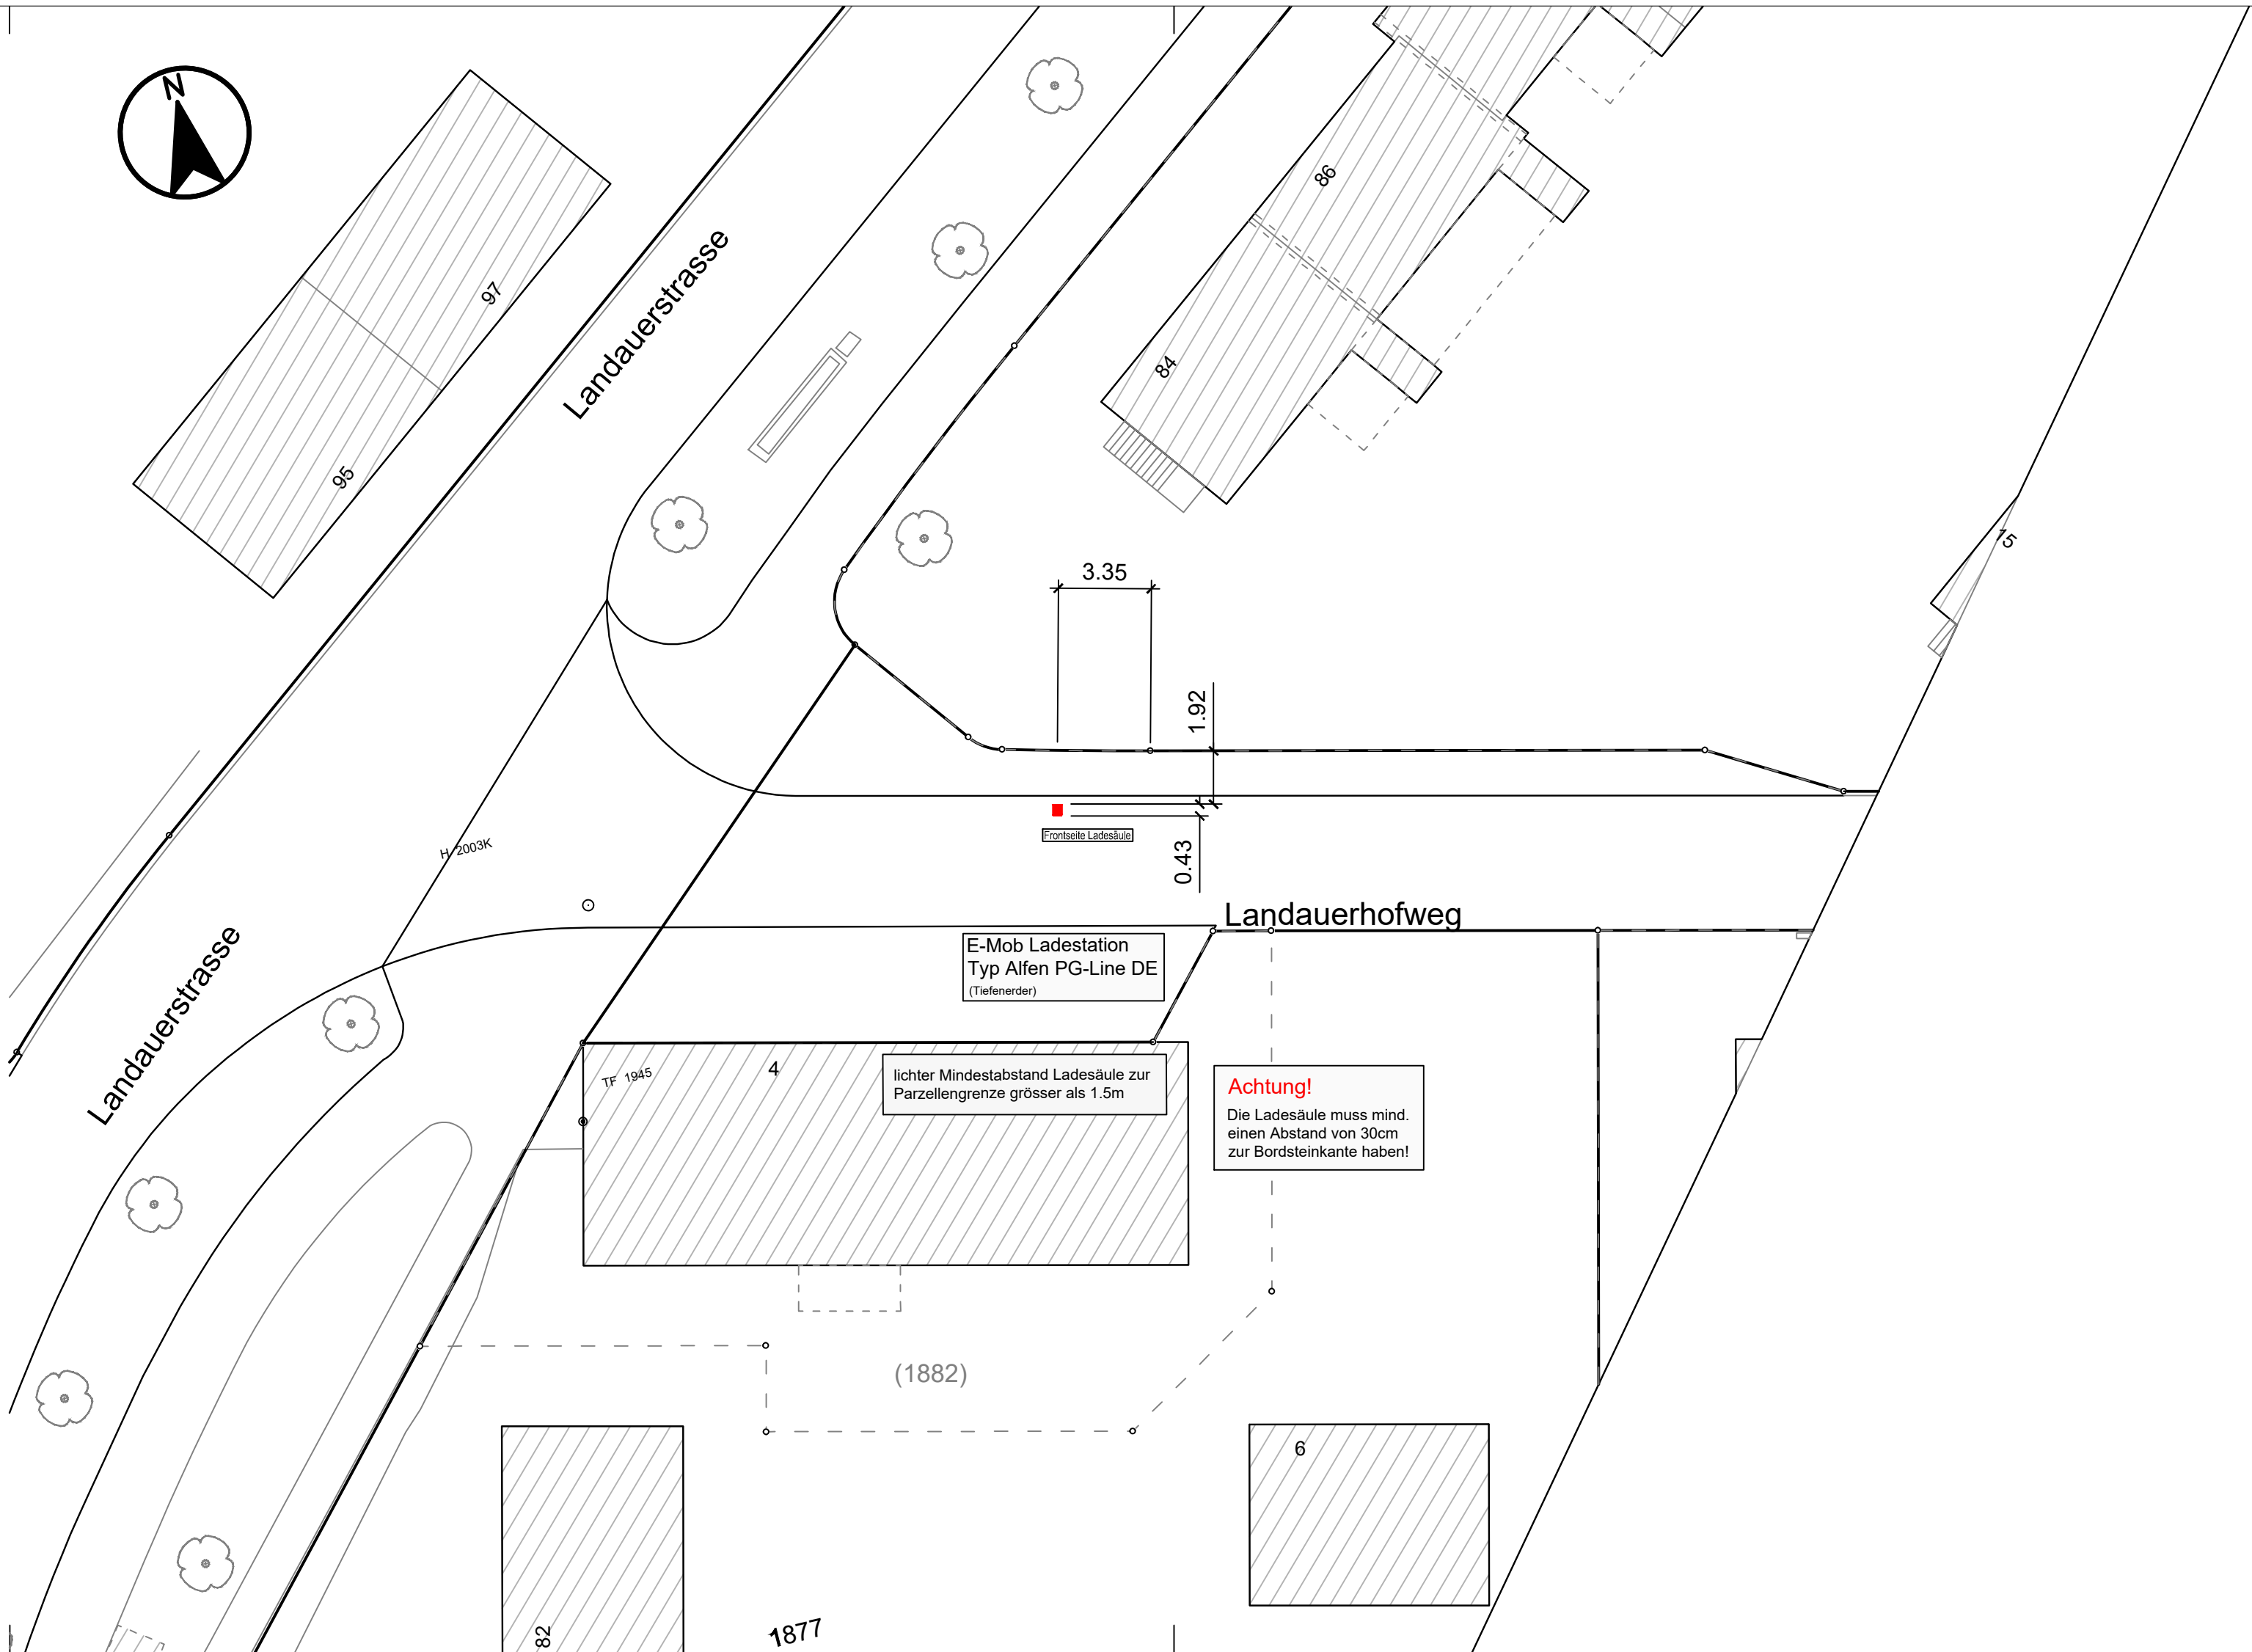 N
86
97
Landauerstrasse
84
95
15
3.35
1.92
H 2003K
Frontseite Ladesäule
0.43
Landauerhofweg
E-Mob Ladestation
Typ Alfen PG-Line DE
(Tiefenerder)
Landauerstrasse
TF 1945
4
lichter Mindestabstand Ladesäule zur
Parzellengrenze grösser als 1.5m
Achtung!
Die Ladesäule muss mind.
einen Abstand von 30cm
zur Bordsteinkante haben!
(1882)
6
82
1877